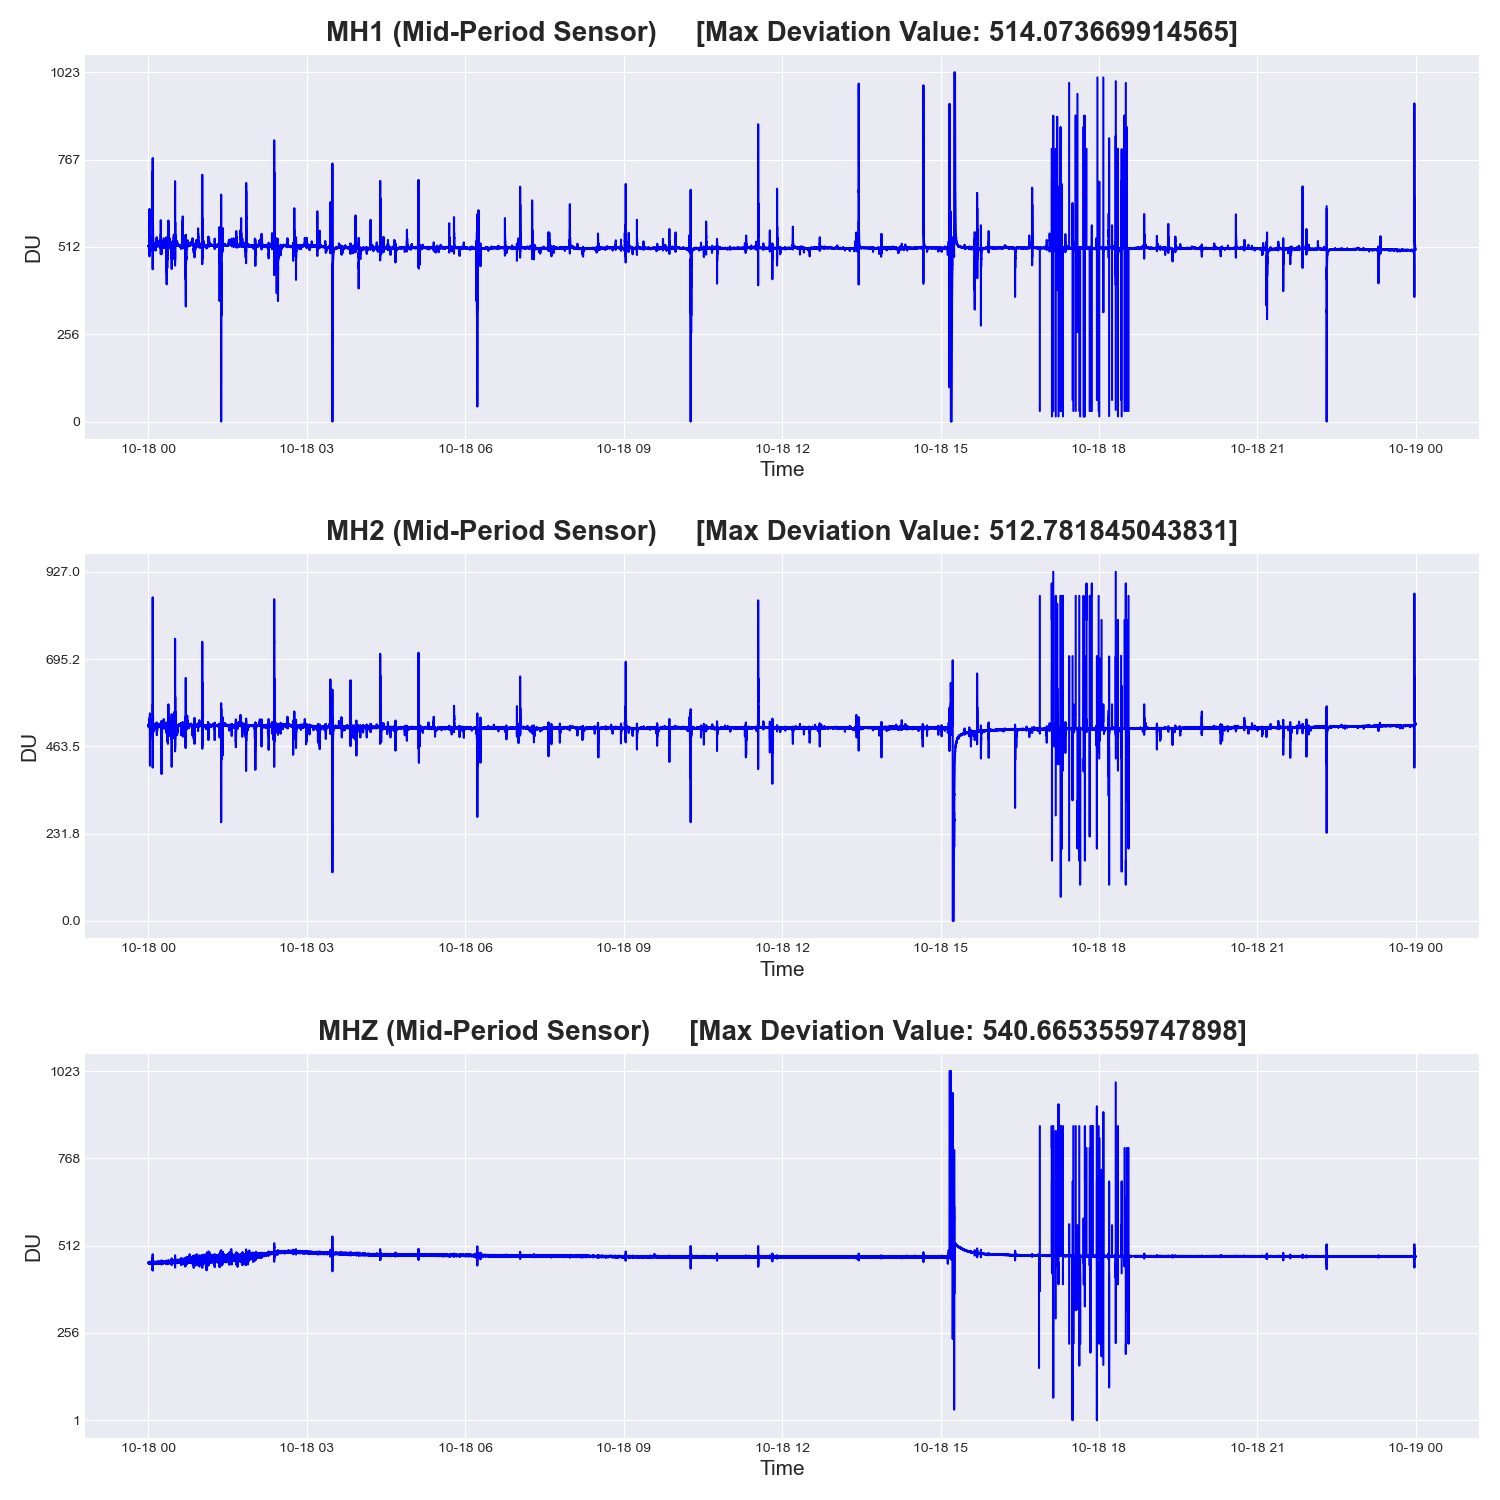 MH1 (Mid-Period Sensor) [Max Deviation Value: 514.073669914565]
1023
767
512
256
0
DU
10-18 00 10-18 03 10-18 06 10-18 09 10-18 12 10-18 15 10-18 18 10-18 21 10-19 00
Time
MH2 (Mid-Period Sensor) [Max Deviation Value: 512.781845043831]
927.0
695.2
463.5
231.8
0.0
DU
10-18 00 10-18 03 10-18 06 10-18 09 10-18 12 10-18 15 10-18 18 10-18 21 10-19 00
Time
MHZ (Mid-Period Sensor) [Max Deviation Value: 540.6653559747898]
1023
768
512
256
1
DU
10-18 00 10-18 03 10-18 06 10-18 09 10-18 12 10-18 15 10-18 18 10-18 21 10-19 00
Time